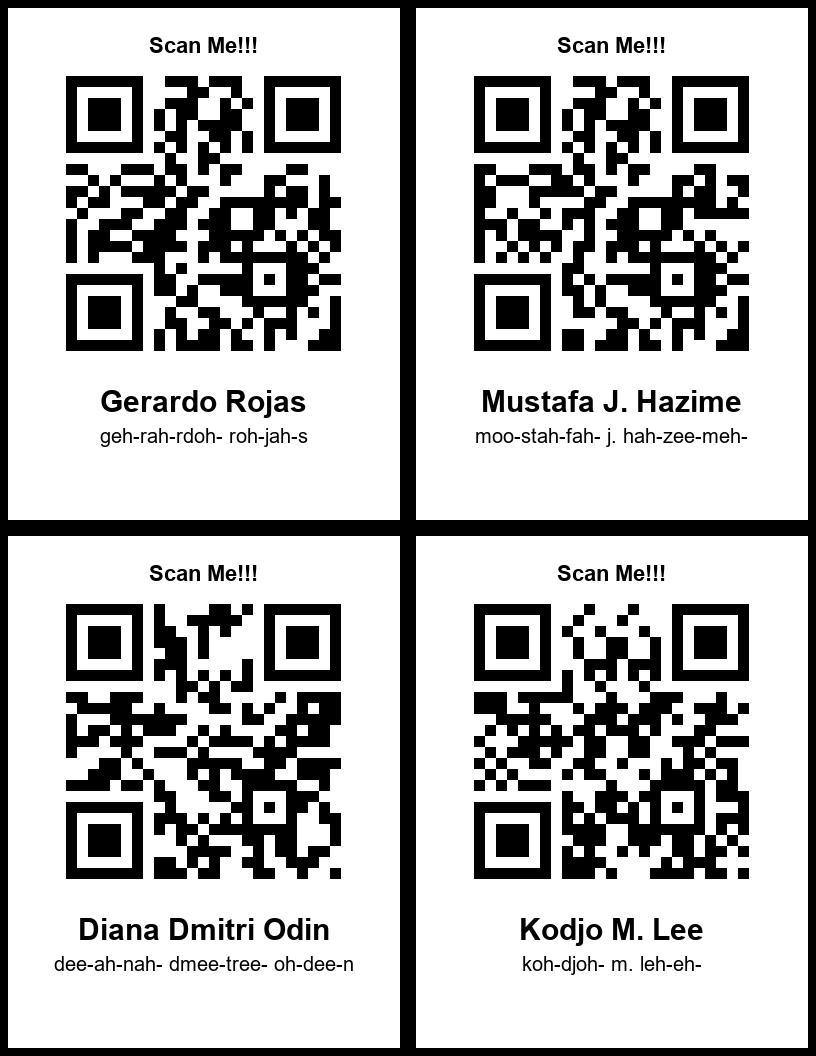 Scan Me!!!
Gerardo Rojas
geh-rah-rdoh- roh-jah-s
Scan Me!!!
Mustafa J. Hazime
moo-stah-fah- j. hah-zee-meh-
Scan Me!!!
Diana Dmitri Odin
dee-ah-nah- dmee-tree- oh-dee-n
Scan Me!!!
Kodjo M. Lee
koh-djoh- m. leh-eh-